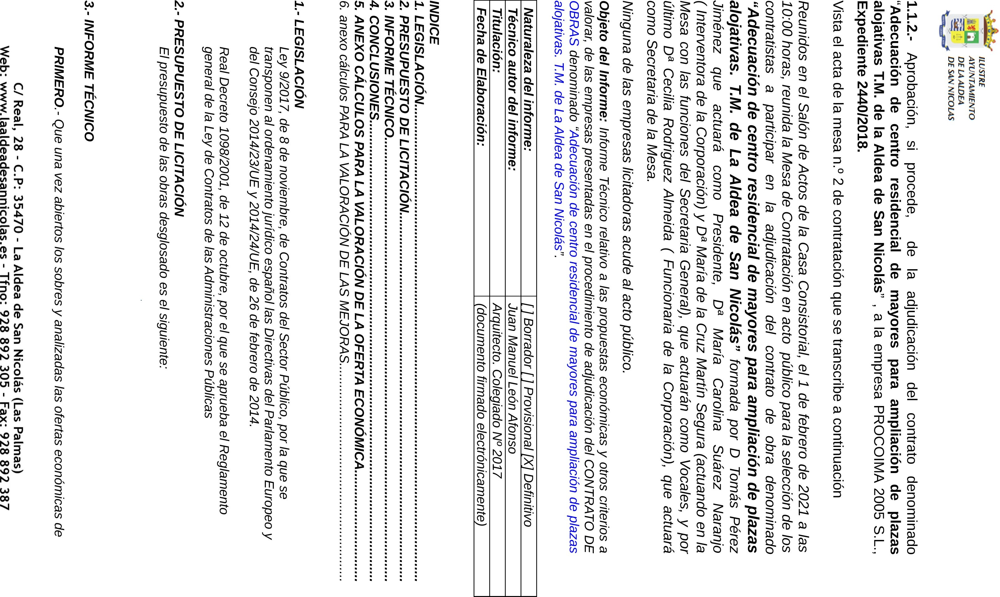 ILUSTRE
AYUNTAMIENTO
DE LA ALDEA
DE SAN NICOLAS
1.1.2.- Aprobación, si procede, de la adjudicación del contrato denominado
“Adecuación de centro residencial de mayores para ampliación de plazas
alojativas T.M. de la Aldea de San Nicolás” , a la empresa PROCOIMA 2005 S.L.,
Expediente 2440/2018.
Vista el acta de la mesa n.º 2 de contratación que se transcribe a continuación
Reunidos en el Salón de Actos de la Casa Consistorial, el 1 de febrero de 2021 a las
10:00 horas, reunida la Mesa de Contratación en acto público para la selección de los
contratistas a participar en la adjudicación del contrato de obra denominado
“Adecuación de centro residencial de mayores para ampliación de plazas
alojativas. T.M. de La Aldea de San Nicolás” formada por D Tomás Pérez
Jiménez que actuará como Presidente, Dª María Carolina Suárez Naranjo
( Interventora de la Corporación) y Dª María de la Cruz Martín Segura (actuando en la
Mesa con las funciones del Secretaria General), que actuarán como Vocales, y por
último Dª Cecilia Rodriguez Almeida ( Funcionaria de la Corporación), que actuará
como Secretaria de la Mesa.
Ninguna de las empresas licitadoras acude al acto público.
Objeto del Informe: Informe Técnico relativo a las propuestas económicas y otros criterios a
valorar, de las empresas presentadas en el procedimiento de adjudicación del CONTRATO DE
OBRAS denominado “Adecuación de centro residencial de mayores para ampliación de plazas
alojativas. T.M. de La Aldea de San Nicolás”.
Naturaleza del informe: [ ] Borrador [ ] Provisional [X] Definitivo
Técnico autor del informe: Juan Manuel León Afonso
Titulación: Arquitecto. Colegiado Nº 2017
Fecha de Elaboración: (documento firmado electrónicamente)
INDICE
1. LEGISLACIÓN........................................................................................................................
2. PRESUPUESTO DE LICITACIÓN..............................................................................................
3. INFORME TÉCNICO................................................................................................................
4. CONCLUSIONES.....................................................................................................................
5. ANEXO CÁLCULOS PARA LA VALORACIÓN DE LA OFERTA ECONÓMICA............................
6. anexo cálculos PARA LA VALORACIÓN DE LAS MEJORAS.......................................................
1.- LEGISLACIÓN
Ley 9/2017, de 8 de noviembre, de Contratos del Sector Público, por la que se
transponen al ordenamiento jurídico español las Directivas del Parlamento Europeo y
del Consejo 2014/23/UE y 2014/24/UE, de 26 de febrero de 2014.
Real Decreto 1098/2001, de 12 de octubre, por el que se aprueba el Reglamento
general de la Ley de Contratos de las Administraciones Públicas
2.- PRESUPUESTO DE LICITACIÓN
El presupuesto de las obras desglosado es el siguiente:
3.- INFORME TÉCNICO
PRIMERO.- Que una vez abiertos los sobres y analizadas las ofertas económicas de
C/ Real, 28 - C.P: 35470 - La Aldea de San Nicolás (Las Palmas)
Web: www.laaldeadesannicolas.es - Tfno: 928 892 305 - Fax: 928 892 387